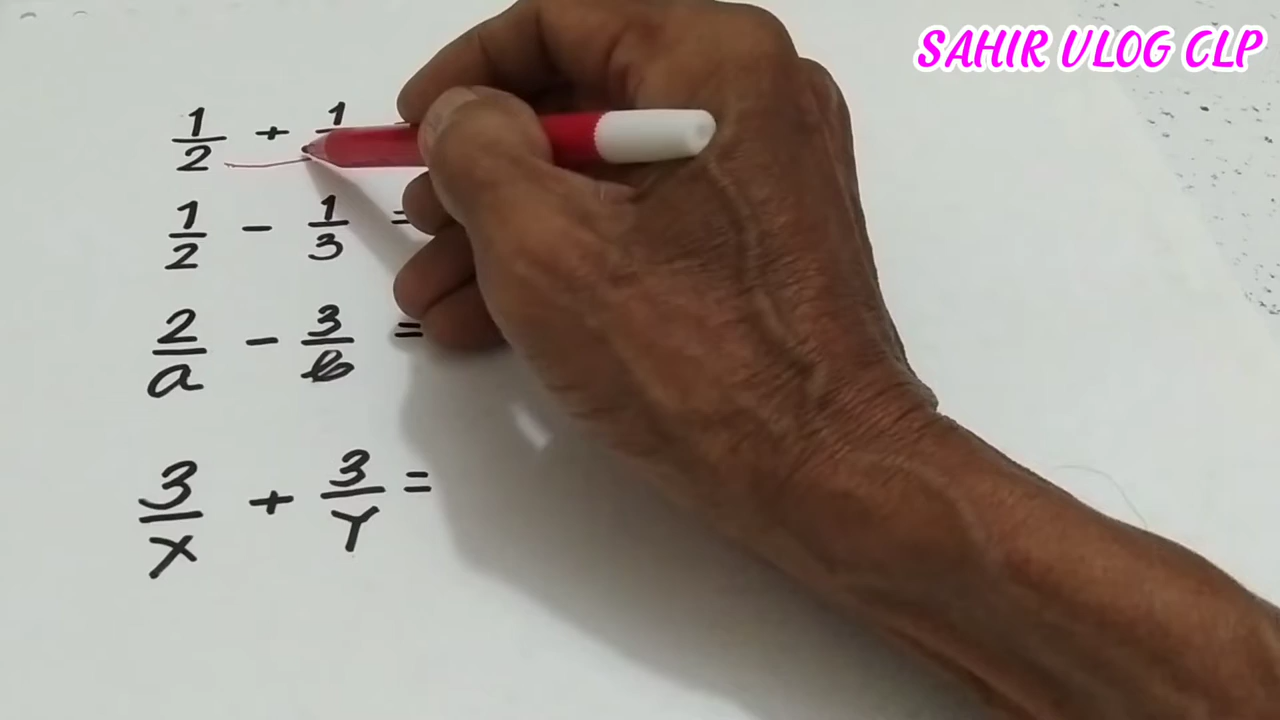 SAHIR VLOG CLP
1/2 + 1
1/2 - 1/3 =
2/a - 3/b =
3/x + 3/Y =